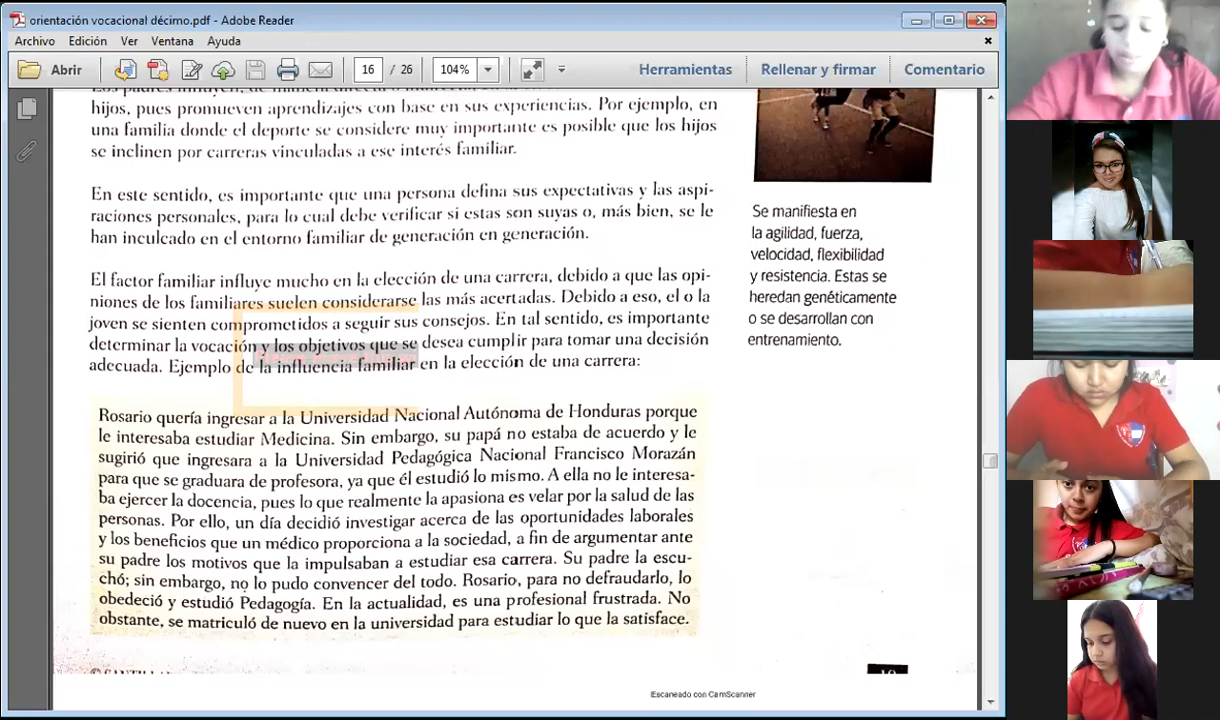 orientación vocacional décimo.pdf - Adobe Reader
Archivo Edición Ver Ventana Ayuda
Abrir 16 / 26 104% Herramientas Rellenar y firmar Comentario
Los padres influyen, de
hijos, pues promueven aprendizajes con base en sus experiencias. Por ejemplo, en
una familia donde el deporte se considere muy importante es posible que los hijos
se inclinen por carreras vinculadas a ese interés familiar.
En este sentido, es importante que una persona defina sus expectativas y las aspi-
raciones personales, para lo cual debe verificar si estas son suyas o, más bien, se le
han inculcado en el entorno familiar de generación en generación.
El factor familiar influye mucho en la elección de una carrera, debido a que las opi-
niones de los familiares suelen considerarse las más acertadas. Debido a eso, el o la
joven se sienten comprometidos a seguir sus consejos. En tal sentido, es importante
determinar la vocación y los objetivos que se desea cumplir para tomar una decisión
adecuada. Ejemplo de la influencia familiar en la elección de una carrera:
Rosario quería ingresar a la Universidad Nacional Autónoma de Honduras porque
le interesaba estudiar Medicina. Sin embargo, su papá no estaba de acuerdo y le
sugirió que ingresara a la Universidad Pedagógica Nacional Francisco Morazán
para que se graduara de profesora, ya que él estudió lo mismo. A ella no le interesa-
ba ejercer la docencia, pues lo que realmente la apasiona es velar por la salud de las
personas. Por ello, un día decidió investigar acerca de las oportunidades laborales
y los beneficios que un médico proporciona a la sociedad, a fin de argumentar ante
su padre los motivos que la impulsaban a estudiar esa carrera. Su padre la escu-
chó; sin embargo, no lo pudo convencer del todo. Rosario, para no defraudarlo, lo
obedeció y estudió Pedagogía. En la actualidad, es una profesional frustrada. No
obstante, se matriculó de nuevo en la universidad para estudiar lo que la satisface.
Se manifiesta en
la agilidad, fuerza,
velocidad, flexibilidad
y resistencia. Estas se
heredan genéticamente
o se desarrollan con
entrenamiento.
Escaneado con CamScanner